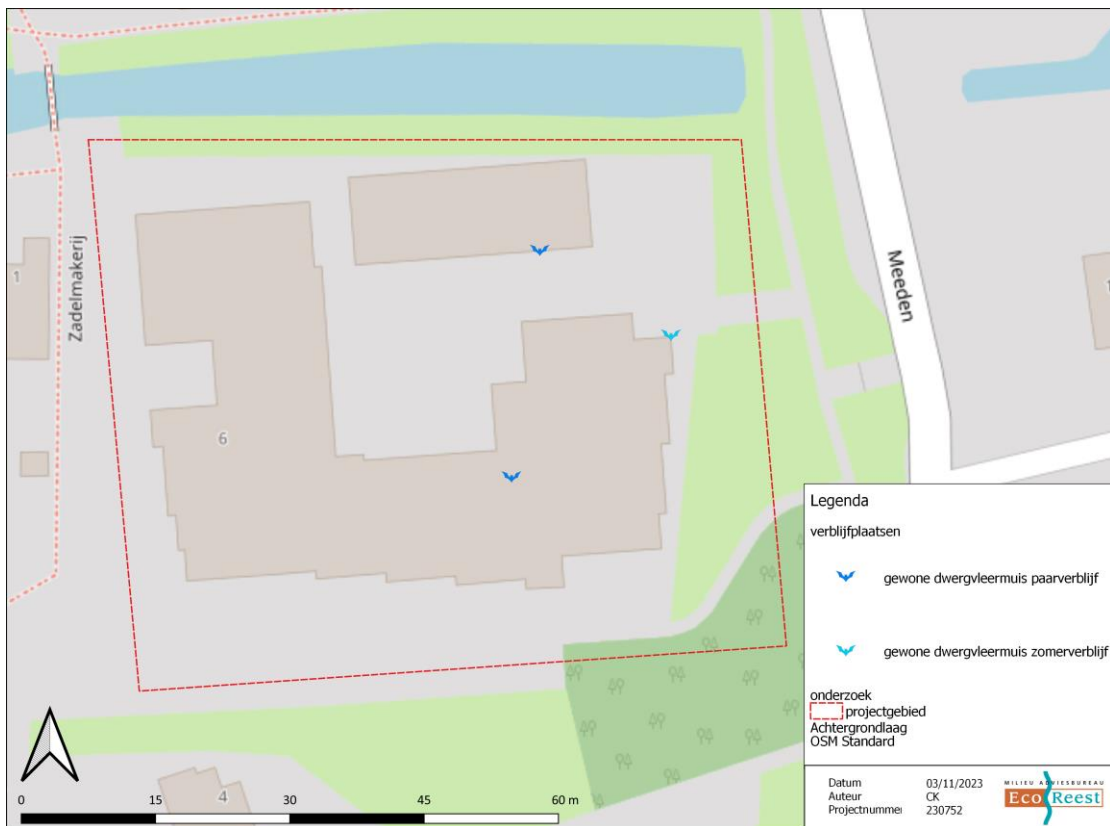 Zadelmakerij
Meeden
1
6
4
0 15 30 45 60 m
Legenda
verblijfplaatsen
gewone dwergvleermuis paarverblijf
gewone dwergvleermuis zomerverblijf
onderzoek
projectgebied
Achtergrondlaag
OSM Standard
Datum 03/11/2023
Auteur CK
Projectnummer 230752
MILIEU ADVIESBUREAU
Eco Reest